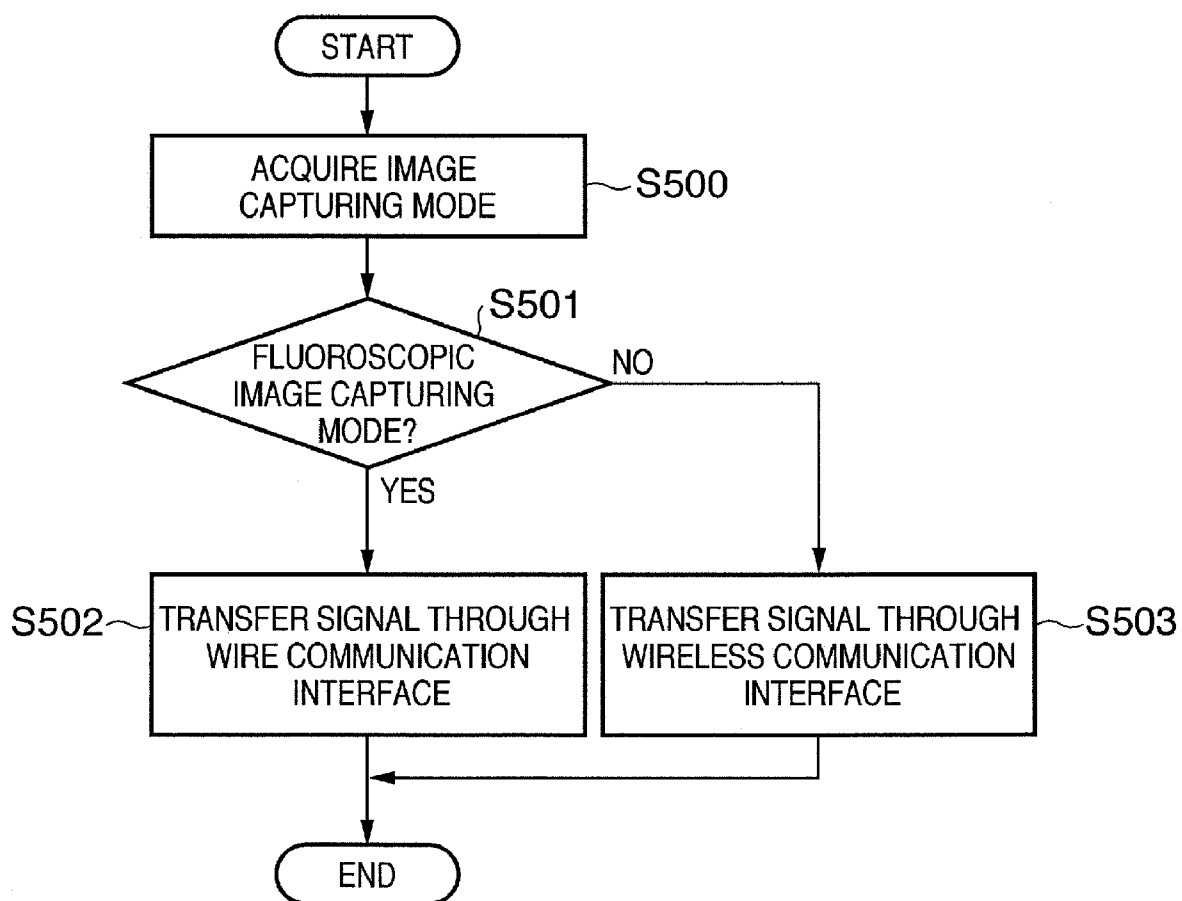 START
ACQUIRE IMAGE
CAPTURING MODE
S500
S501
FLUOROSCOPIC
IMAGE CAPTURING
MODE?
NO
YES
S502
TRANSFER SIGNAL THROUGH
WIRE COMMUNICATION
INTERFACE
TRANSFER SIGNAL THROUGH
WIRELESS COMMUNICATION
INTERFACE
S503
END